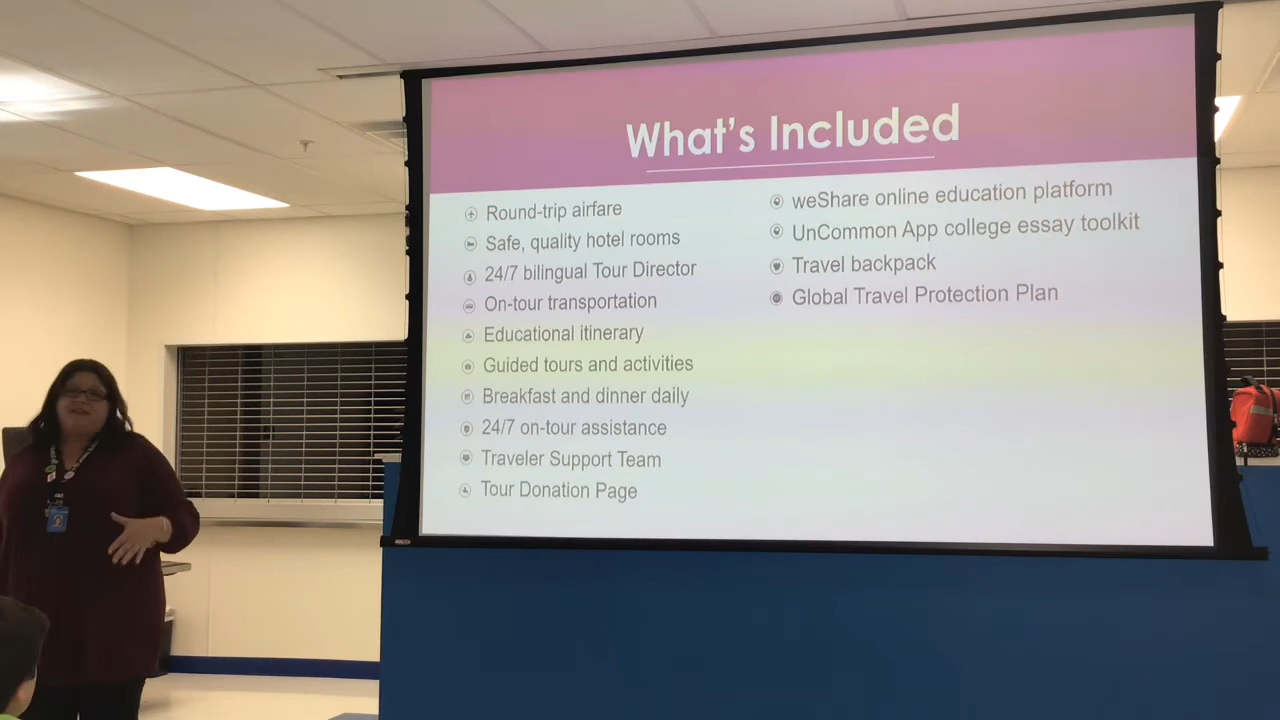 What's Included
Round-trip airfare
Safe, quality hotel rooms
24/7 bilingual Tour Director
On-tour transportation
Educational itinerary
Guided tours and activities
Breakfast and dinner daily
24/7 on-tour assistance
Traveler Support Team
Tour Donation Page
weShare online education platform
UnCommon App college essay toolkit
Travel backpack
Global Travel Protection Plan